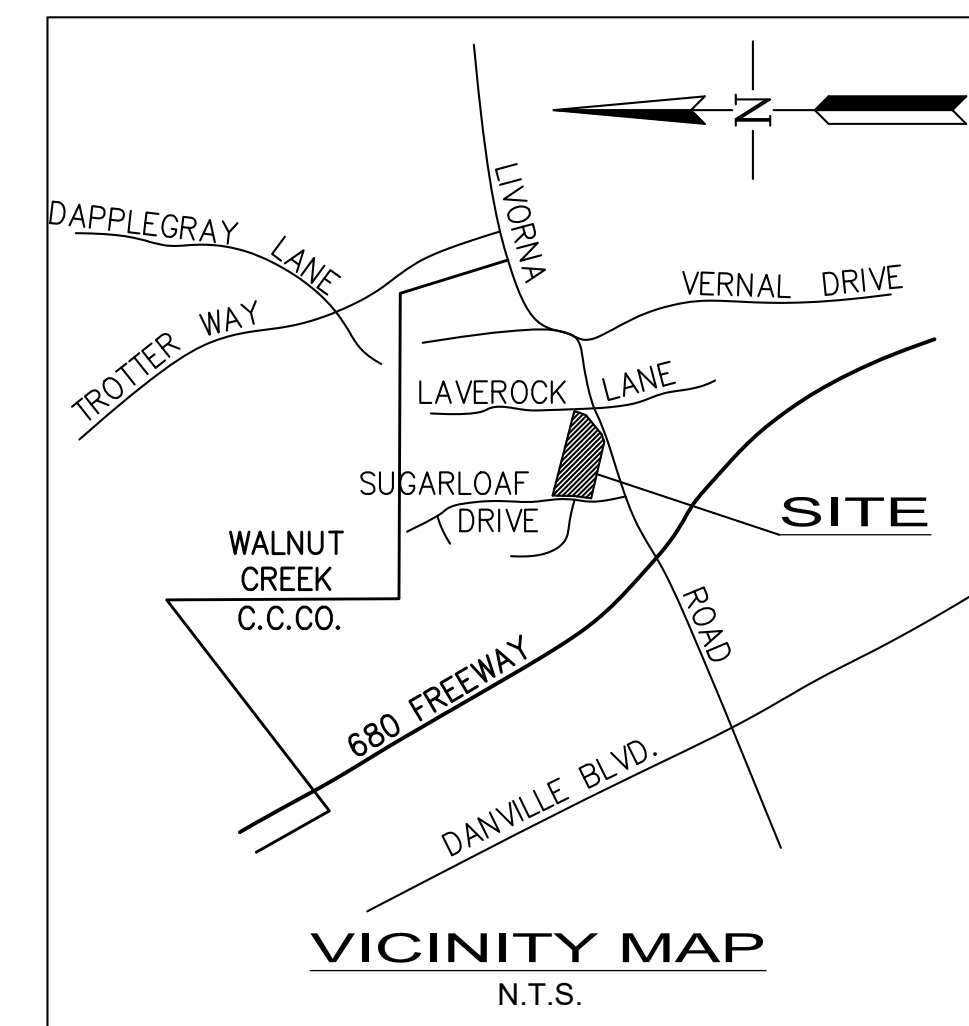 N
LIVORNA
DAPPLEGRAY LANE
TROTTER WAY
VERNAL DRIVE
LAVEROCK LANE
SUGARLOAF
DRIVE
SITE
WALNUT
CREEK
C.C.CO.
ROAD
680 FREEWAY
DANVILLE BLVD.
VICINITY MAP
N.T.S.